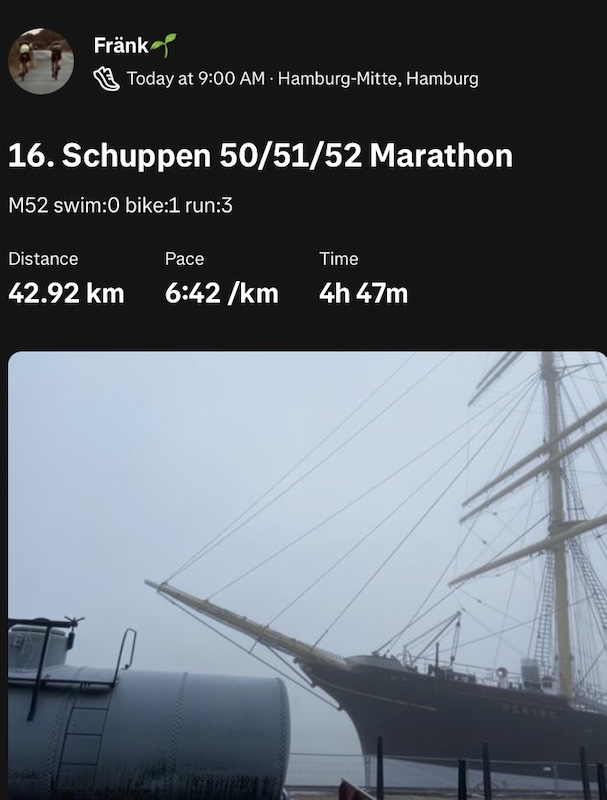 Fränk🌱
Today at 9:00 AM · Hamburg-Mitte, Hamburg
16. Schuppen 50/51/52 Marathon
M52 swim:0 bike:1 run:3
Distance Pace Time
42.92 km 6:42 /km 4h 47m
PEKING